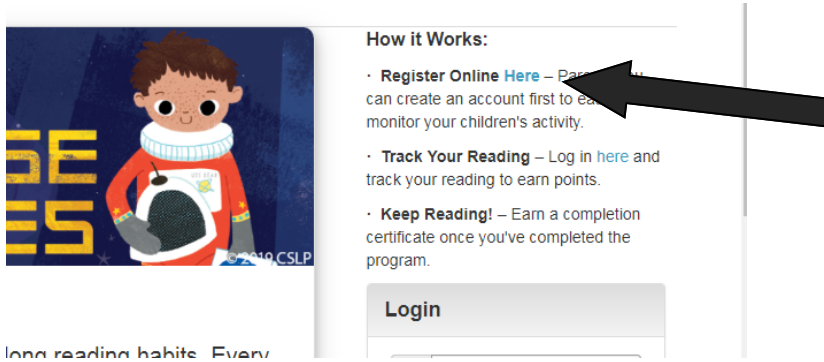 How it Works:
· Register Online Here –
can create an account first to
monitor your children's activity.
· Track Your Reading – Log in here and
track your reading to earn points.
· Keep Reading! – Earn a completion
certificate once you've completed the
program.
SE
ES
© 2019 CSLP
Login
long reading habits. Every